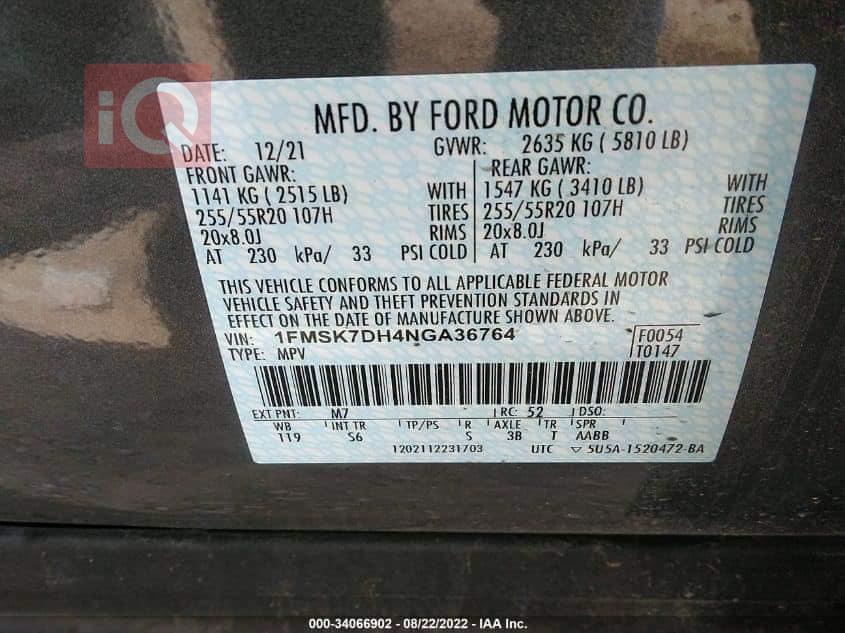 iQ
MFD. BY FORD MOTOR CO.
DATE: 12/21 GVWR: 2635 KG ( 5810 LB)
FRONT GAWR: REAR GAWR:
1141 KG ( 2515 LB) WITH 1547 KG ( 3410 LB) WITH
255/55R20 107H TIRES 255/55R20 107H TIRES
20x8.0J RIMS 20x8.0J RIMS
AT 230 kPa/ 33 PSI COLD AT 230 kPa/ 33 PSI COLD
THIS VEHICLE CONFORMS TO ALL APPLICABLE FEDERAL MOTOR
VEHICLE SAFETY AND THEFT PREVENTION STANDARDS IN
EFFECT ON THE DATE OF MANUFACTURE SHOWN ABOVE.
VIN: 1FMSK7DH4NGA36764 F0054
TYPE: MPV T0147
EXT PNT: M7 RC: 52 DSO:
WB INT TR TP/PS R AXLE TR SPR
119 S6 S 3B T AABB
1202112231703 UTC ▽ 5U5A-1520472-BA
000-34066902 - 08/22/2022 - IAA Inc.